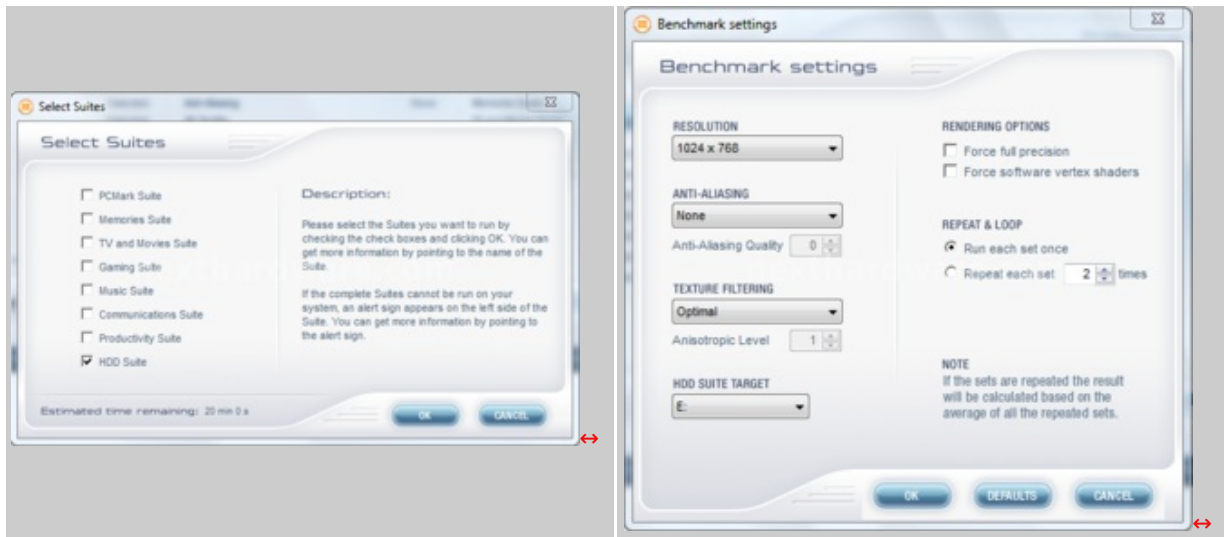 Select Suites
Select Suites
PCMark Suite
Memories Suite
TV and Movies Suite
Gaming Suite
Music Suite
Communications Suite
Productivity Suite
HDD Suite
Description:
Please select the Suites you want to run by
checking the check boxes and clicking OK. You can
get more information by pointing to the name of the
Suite.
If the complete Suites cannot be run on your
system, an alert sign appears on the left side of the
Suite. You can get more information by pointing to
the alert sign.
Estimated time remaining: 20 min 0 s
OK
CANCEL
Benchmark settings
Benchmark settings
RESOLUTION
1024 x 768
ANTI-ALIASING
None
Anti-Aliasing Quality 0
TEXTURE FILTERING
Optimal
Anisotropic Level 1
HDD SUITE TARGET
E:
RENDERING OPTIONS
Force full precision
Force software vertex shaders
REPEAT & LOOP
Run each set once
Repeat each set 2 times
NOTE
If the sets are repeated the result
will be calculated based on the
average of all the repeated sets.
OK
DEFAULTS
CANCEL